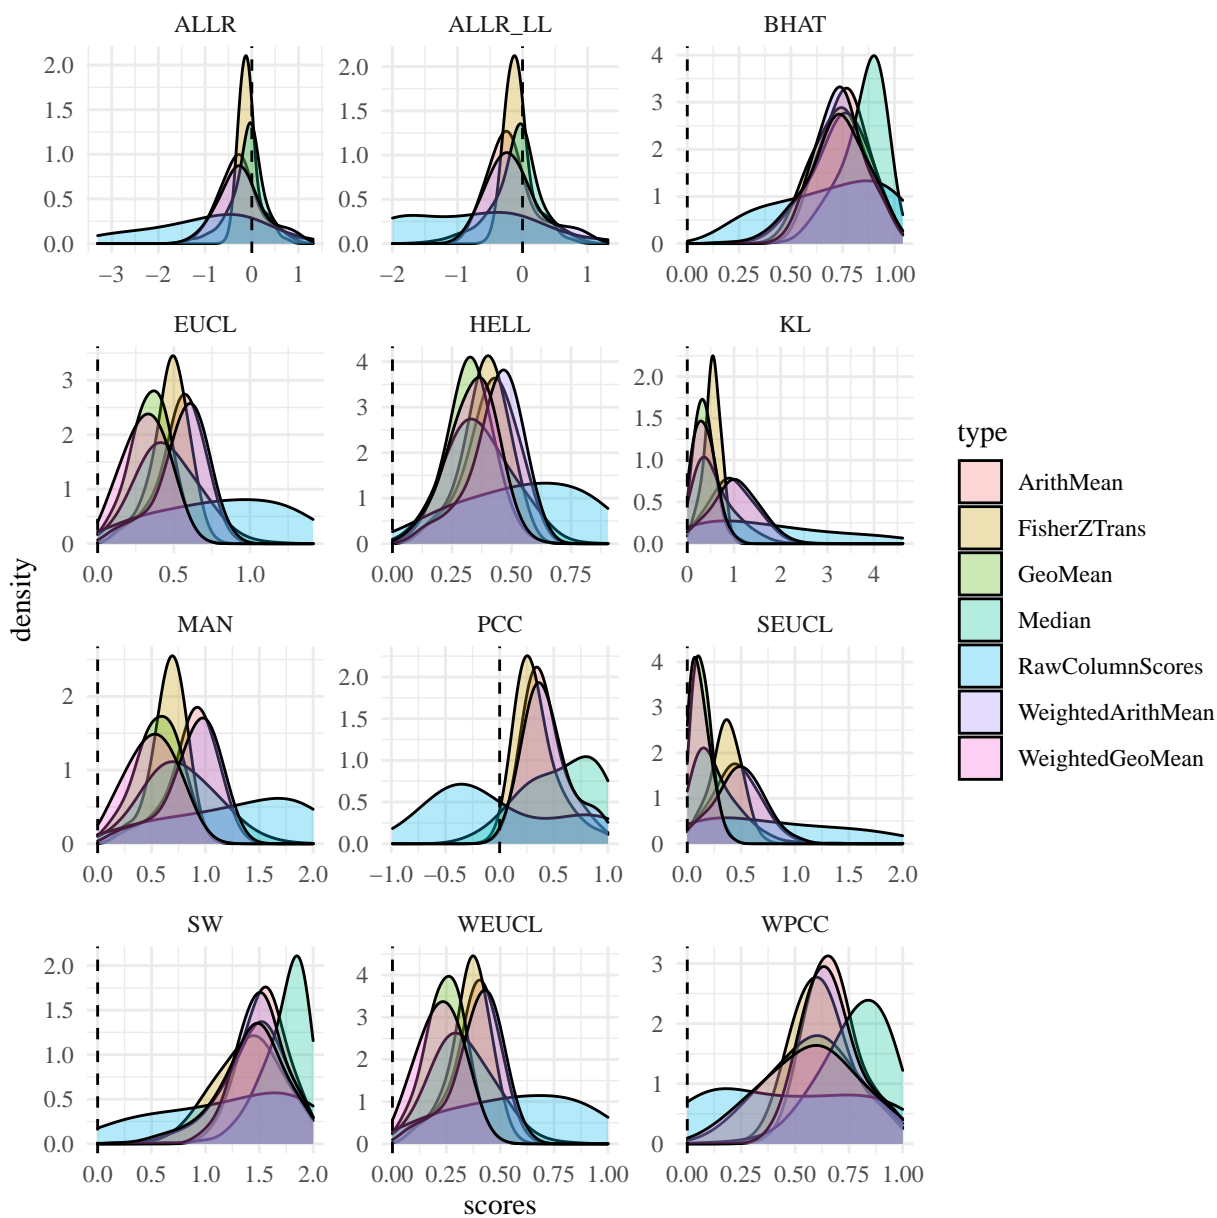 ALLR
ALLR_LL
BHAT
2.0
1.5
1.0
0.5
0.0
−3 −2 −1 0 1
2.0
1.5
1.0
0.5
0.0
−2 −1 0 1
4
3
2
1
0
0.00 0.25 0.50 0.75 1.00
EUCL
HELL
KL
3
2
1
0
0.0 0.5 1.0
4
3
2
1
0
0.00 0.25 0.50 0.75
2.0
1.5
1.0
0.5
0.0
0 1 2 3 4
MAN
PCC
SEUCL
2
1
0
0.0 0.5 1.0 1.5 2.0
2.0
1.5
1.0
0.5
0.0
−1.0 −0.5 0.0 0.5 1.0
4
3
2
1
0
0.0 0.5 1.0 1.5 2.0
SW
WEUCL
WPCC
2.0
1.5
1.0
0.5
0.0
0.0 0.5 1.0 1.5 2.0
4
3
2
1
0
0.00 0.25 0.50 0.75 1.00
3
2
1
0
0.00 0.25 0.50 0.75 1.00
density
scores
type
ArithMean
FisherZTrans
GeoMean
Median
RawColumnScores
WeightedArithMean
WeightedGeoMean